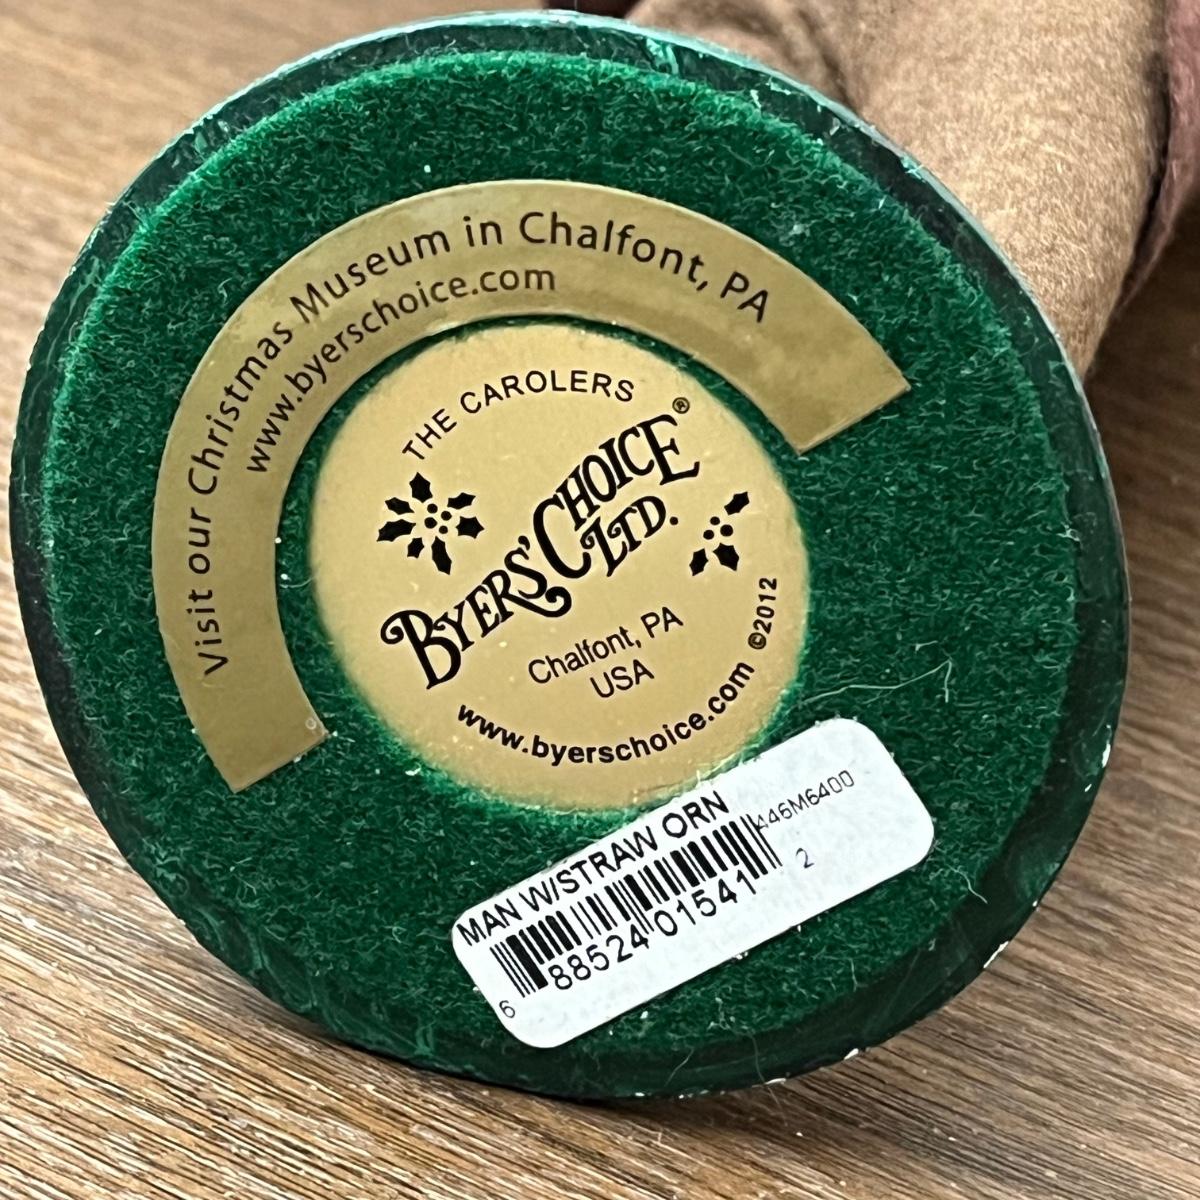 Visit our Christmas Museum in Chalfont, PA
www.byerschoice.com
THE CAROLERS
BYERS' CHOICE®
LTD.
Chalfont, PA
USA
www.byerschoice.com ©2012
MAN W/STRAW ORN
446M6400
6 88524 01541 2